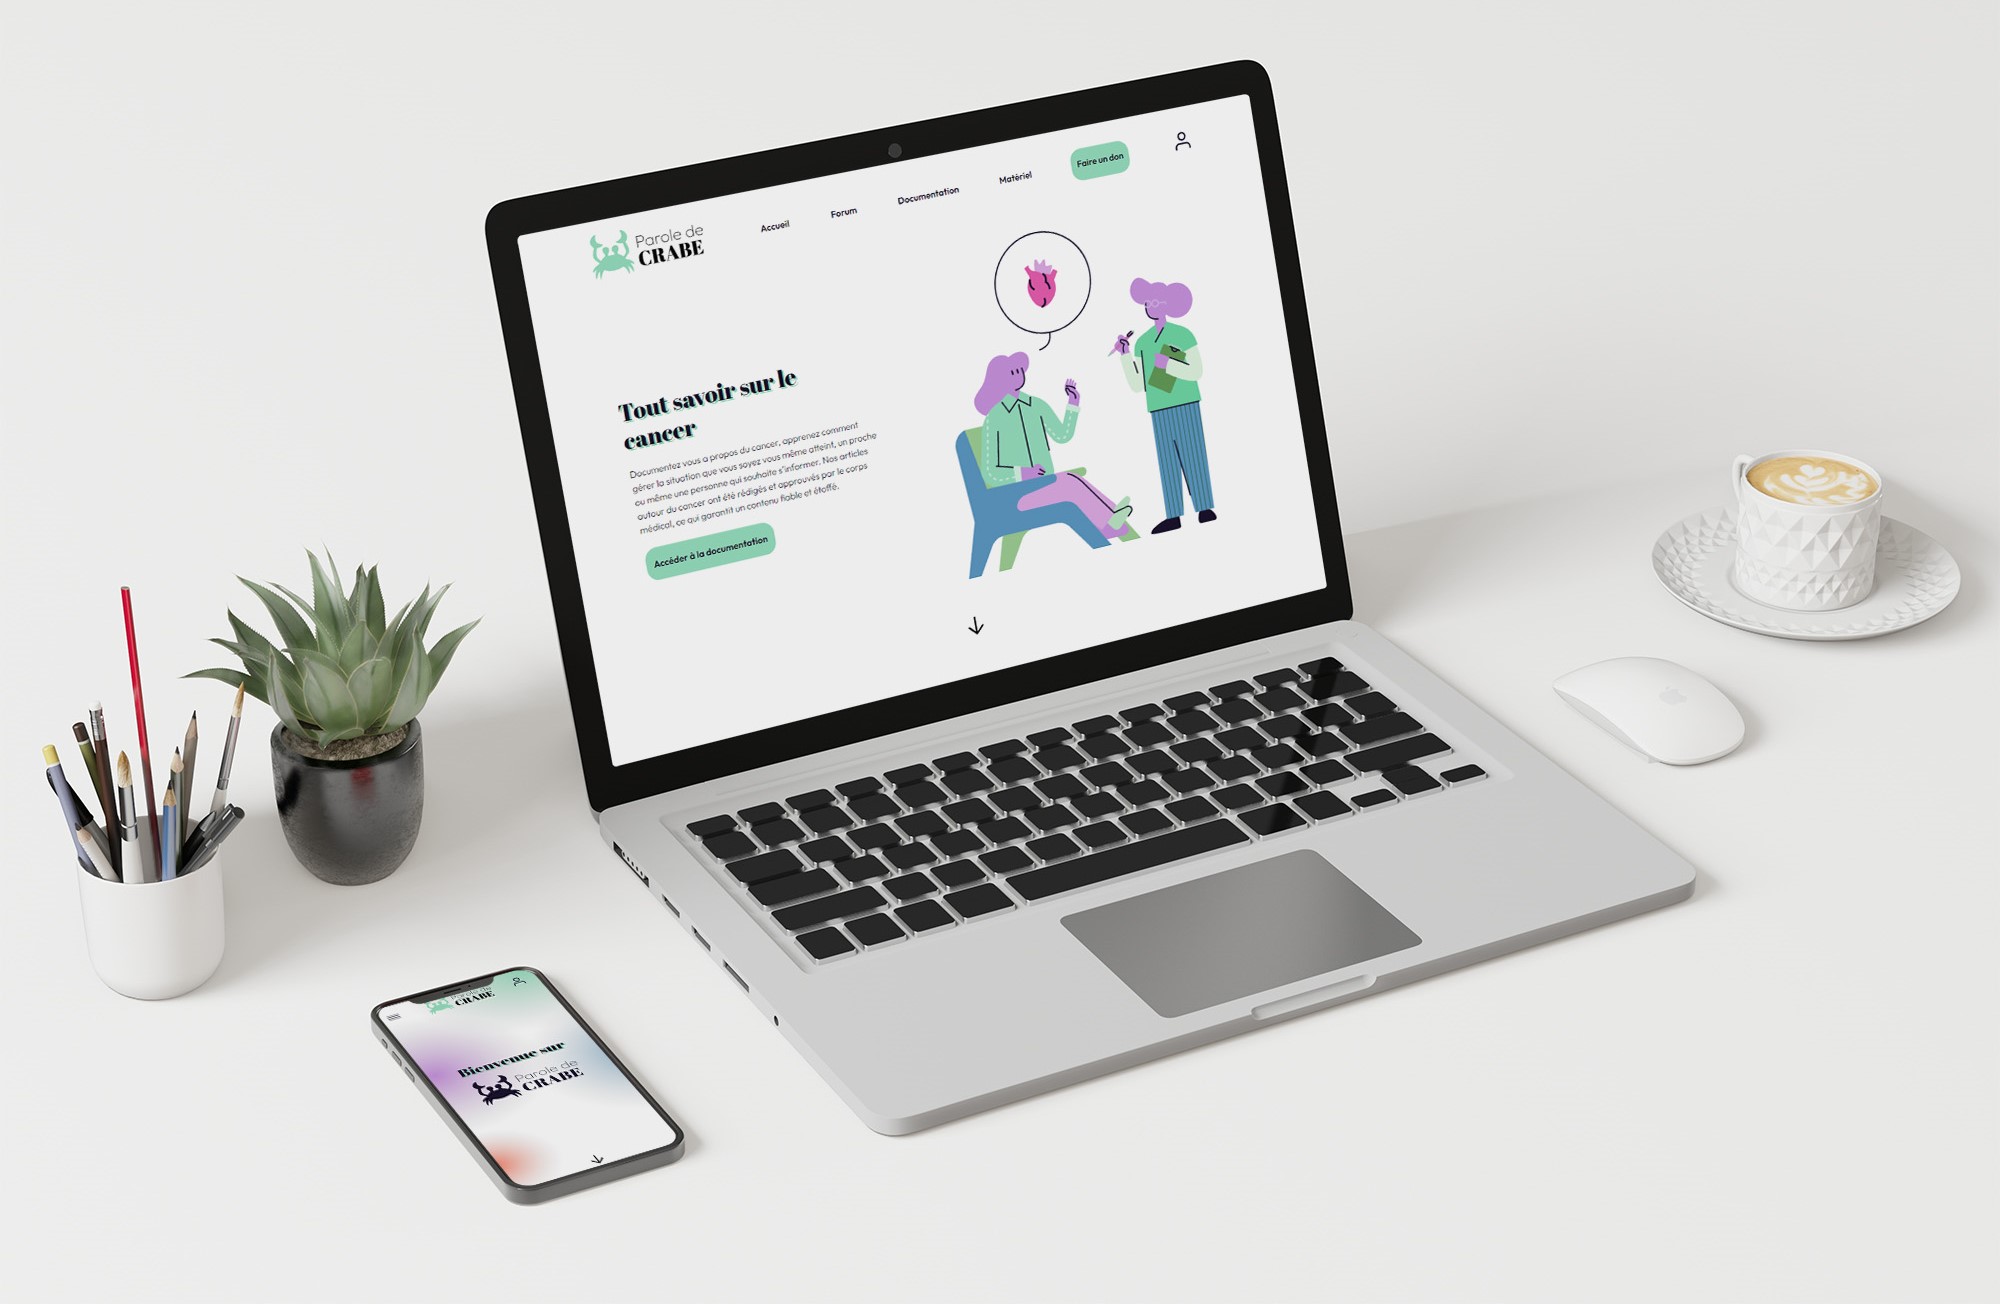 Parole de
CRABE
Accueil
Forum
Documentation
Matériel
Faire un don
Tout savoir sur le
cancer
Documentez vous a propos du cancer, apprenez comment
gérer la situation que vous soyez vous même atteint, un proche
ou même une personne qui souhaite s'informer. Nos articles
autour du cancer ont été rédigés et approuvés par le corps
médical, ce qui garantit un contenu fiable et étoffé.
Accéder à la documentation
Parole de
CRABE
Bienvenue sur
Parole de
CRABE